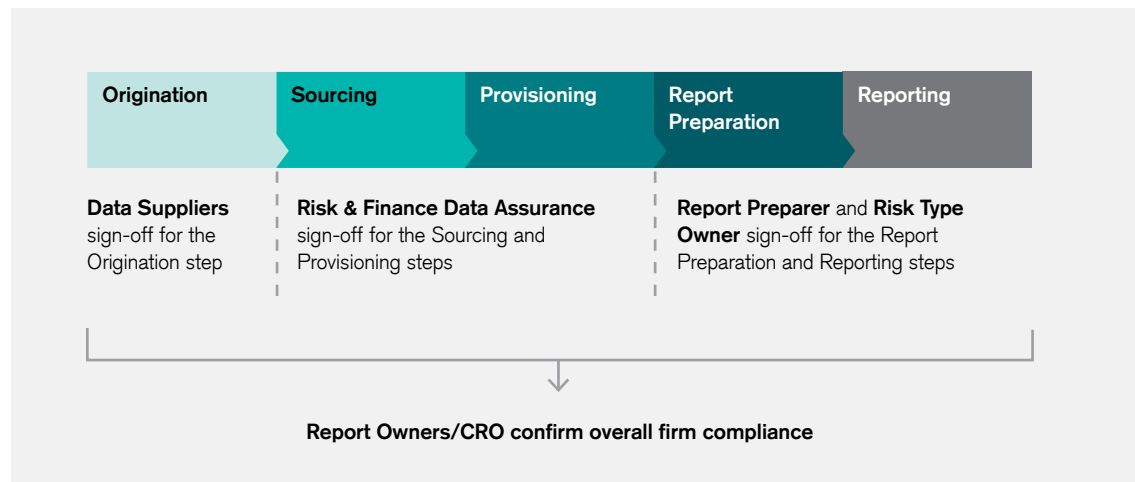 Origination
Sourcing
Provisioning
Report
Preparation
Reporting
Data Suppliers
sign-off for the
Origination step
Risk & Finance Data Assurance
sign-off for the Sourcing and
Provisioning steps
Report Preparer and Risk Type
Owner sign-off for the Report
Preparation and Reporting steps
Report Owners/CRO confirm overall firm compliance